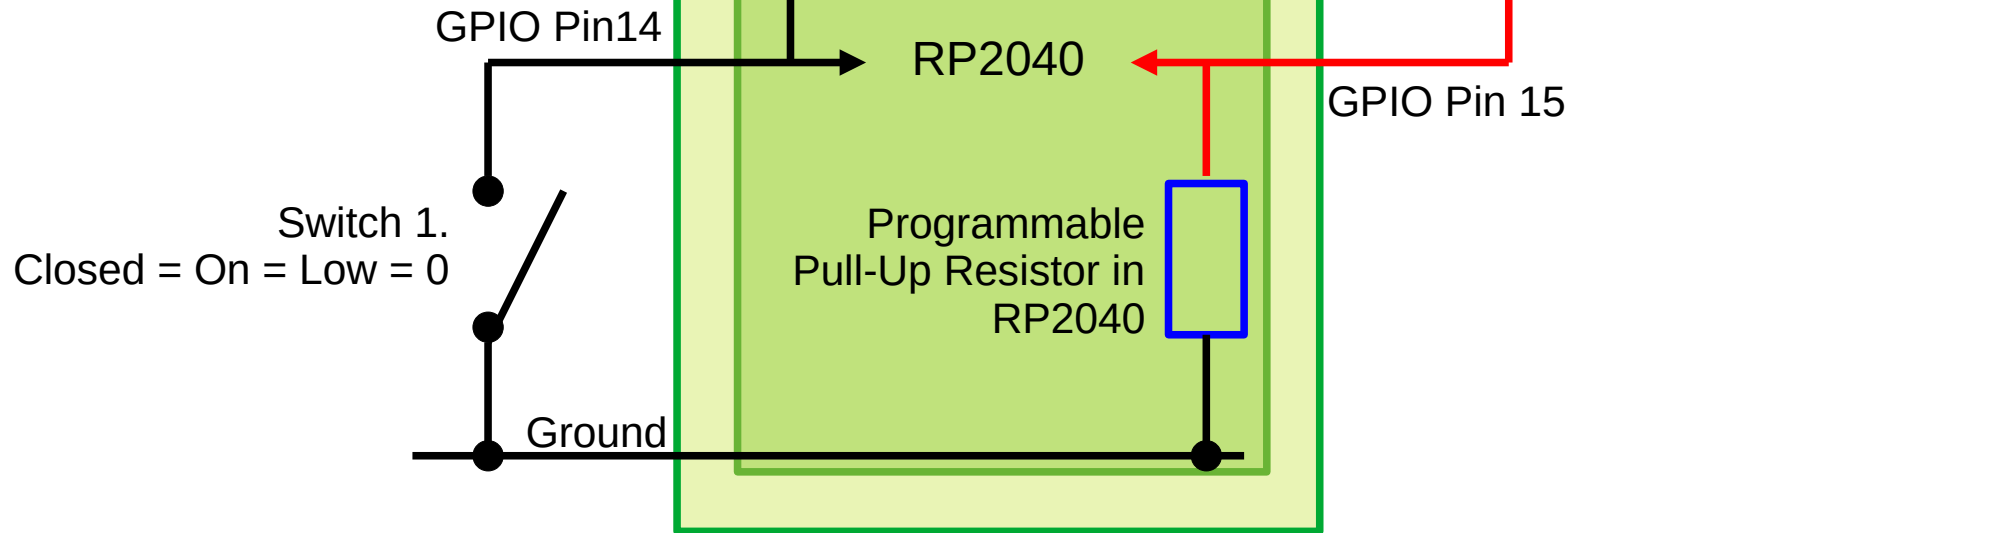 GPIO Pin14
RP2040
GPIO Pin 15
Switch 1.
Closed = On = Low = 0
Programmable
Pull-Up Resistor in
RP2040
Ground